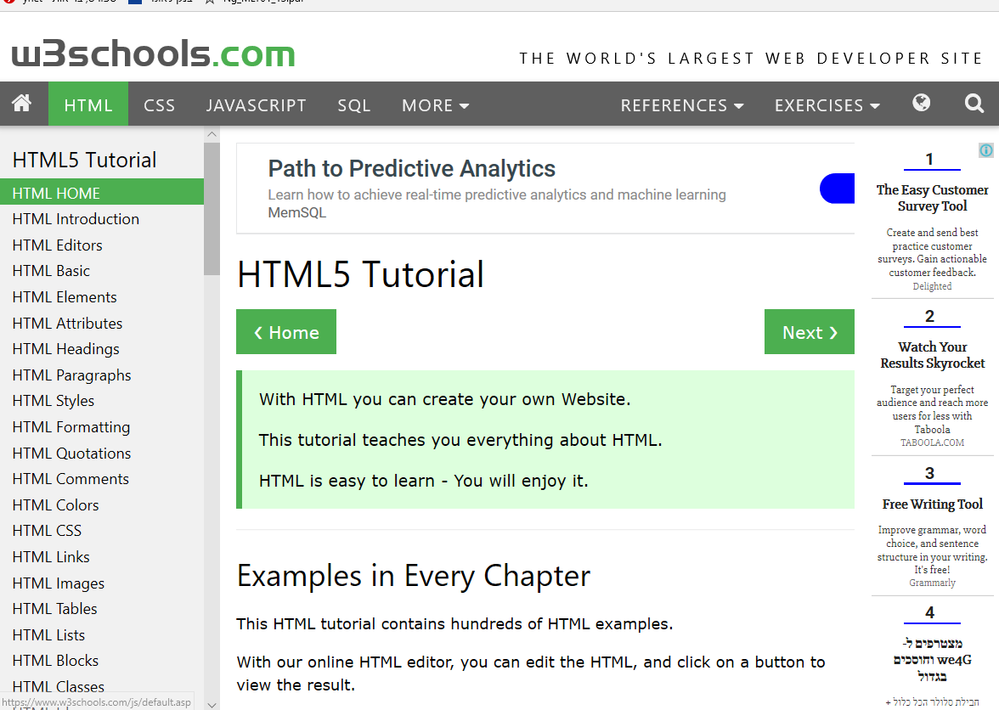 w3schools.com
THE WORLD'S LARGEST WEB DEVELOPER SITE
HTML CSS JAVASCRIPT SQL MORE REFERENCES EXERCISES
HTML5 Tutorial
HTML HOME
HTML Introduction
HTML Editors
HTML Basic
HTML Elements
HTML Attributes
HTML Headings
HTML Paragraphs
HTML Styles
HTML Formatting
HTML Quotations
HTML Comments
HTML Colors
HTML CSS
HTML Links
HTML Images
HTML Tables
HTML Lists
HTML Blocks
HTML Classes
https://www.w3schools.com/js/default.asp
Path to Predictive Analytics
Learn how to achieve real-time predictive analytics and machine learning
MemSQL
HTML5 Tutorial
❮ Home
Next ❯
With HTML you can create your own Website.
This tutorial teaches you everything about HTML.
HTML is easy to learn - You will enjoy it.
Examples in Every Chapter
This HTML tutorial contains hundreds of HTML examples.
With our online HTML editor, you can edit the HTML, and click on a button to
view the result.
1
The Easy Customer
Survey Tool
Create and send best
practice customer
surveys. Gain actionable
customer feedback.
Delighted
2
Watch Your
Results Skyrocket
Target your perfect
audience and reach more
users for less with
Taboola
TABOOLA.COM
3
Free Writing Tool
Improve grammar, word
choice, and sentence
structure in your writing.
It's free!
Grammarly
4
מצטרפים ל-
we4G וחוסכים
בגדול
חבילת סלולר הכל כלול +